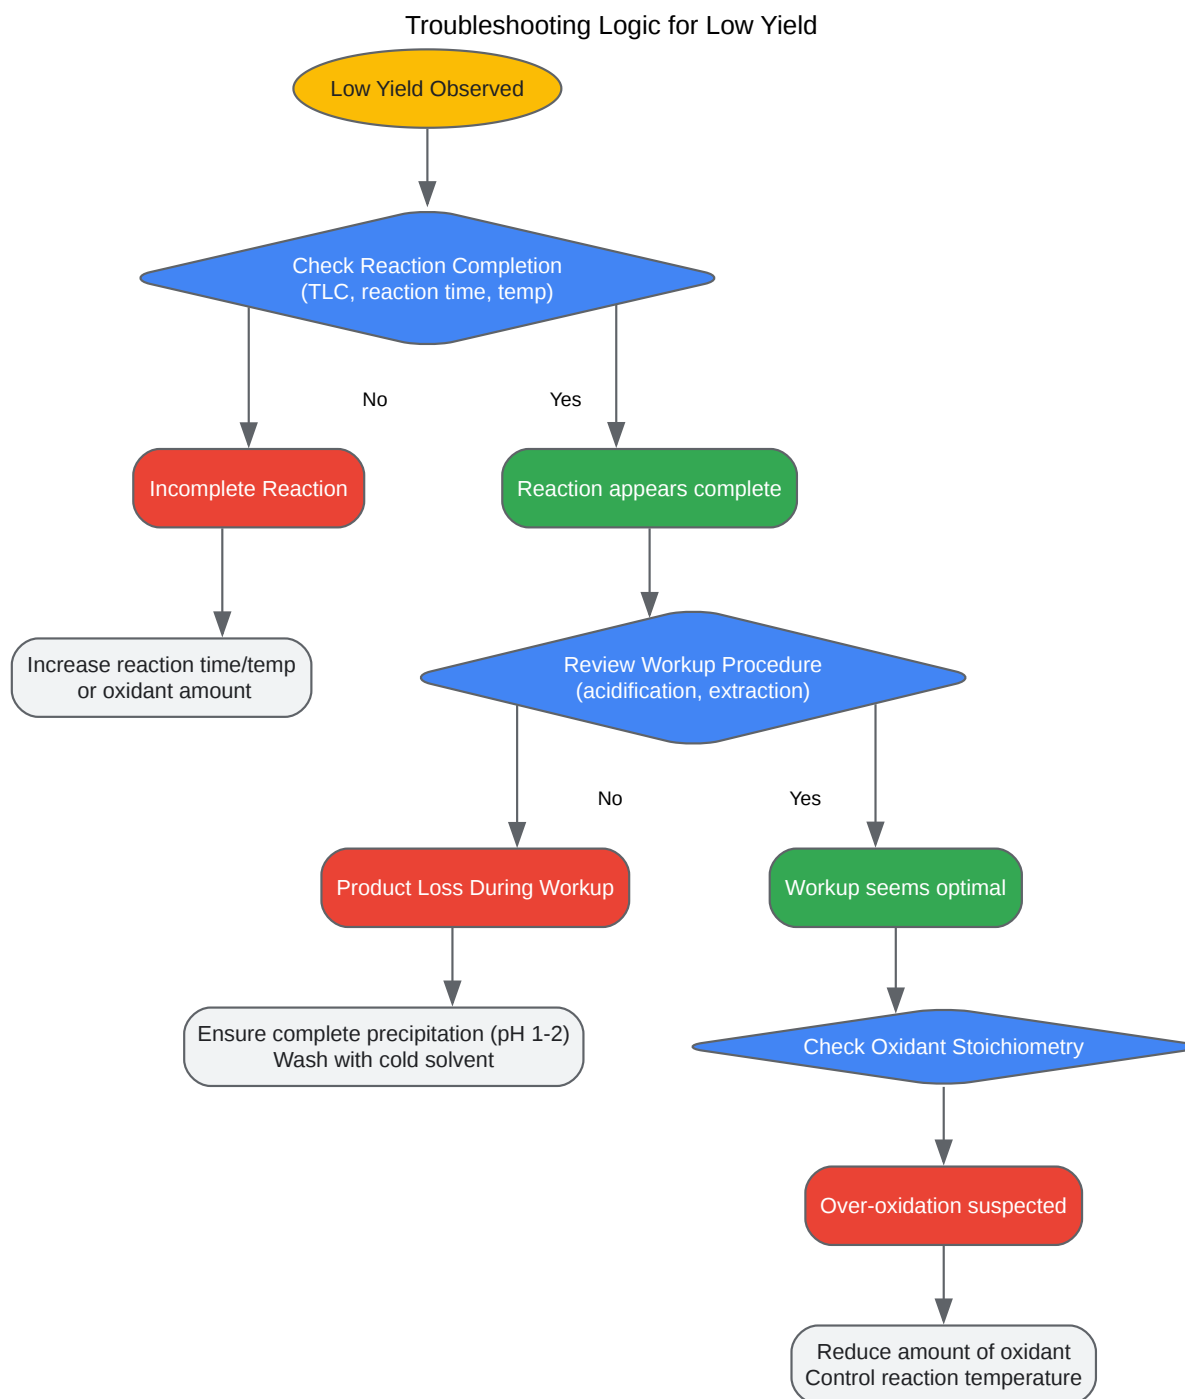 Troubleshooting Logic for Low Yield
Low Yield Observed
Check Reaction Completion
(TLC, reaction time, temp)
No
Yes
Incomplete Reaction
Reaction appears complete
Increase reaction time/temp
or oxidant amount
Review Workup Procedure
(acidification, extraction)
No
Yes
Product Loss During Workup
Workup seems optimal
Ensure complete precipitation (pH 1-2)
Wash with cold solvent
Check Oxidant Stoichiometry
Over-oxidation suspected
Reduce amount of oxidant
Control reaction temperature